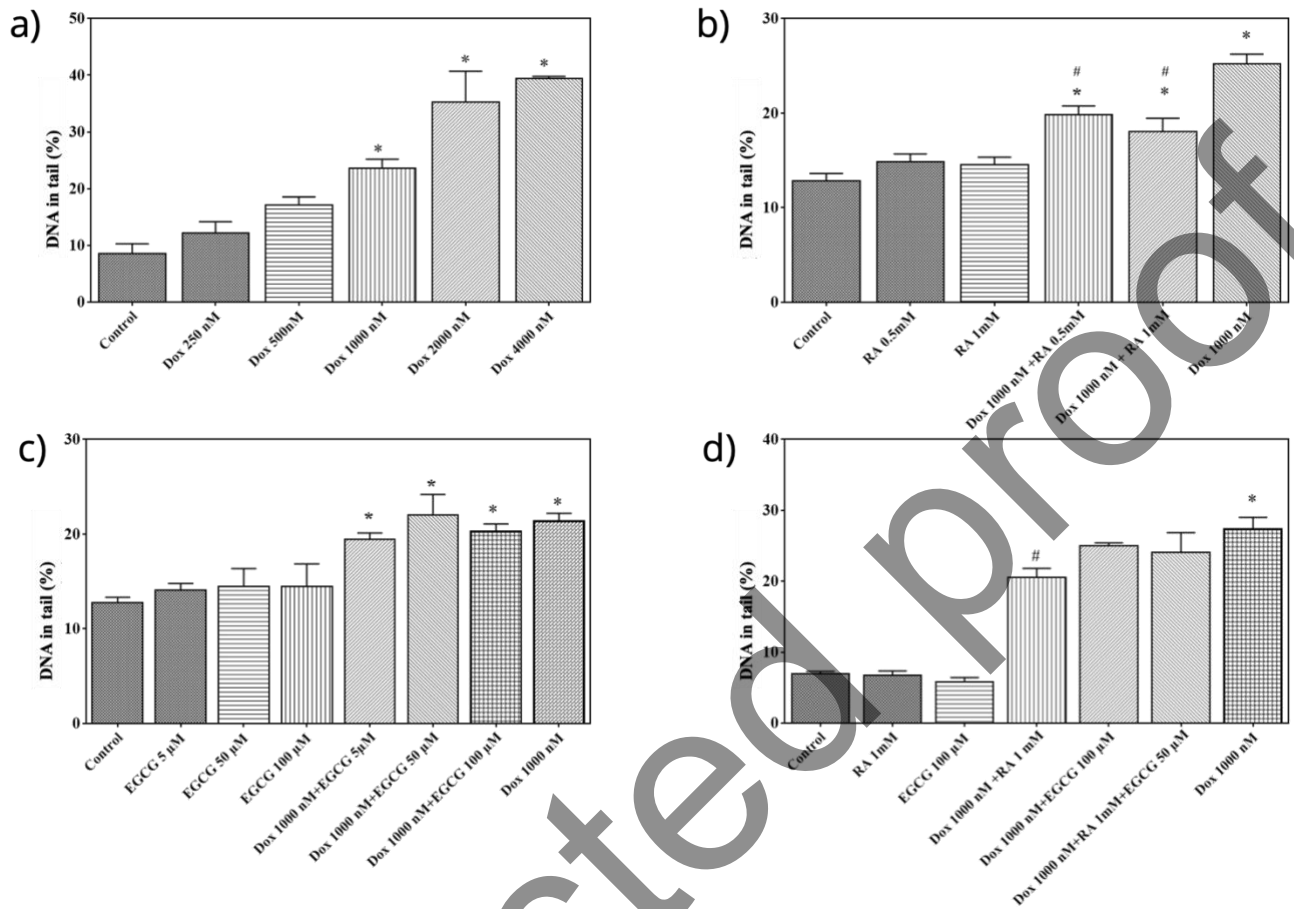 a)
DNA in tail (%)
50
40
30
20
10
0
*
*
*
Control
Dox 250 nM
Dox 500nM
Dox 1000 nM
Dox 2000 nM
Dox 4000 nM
b)
DNA in tail (%)
30
20
10
0
#
*
#
*
*
Control
RA 0.5mM
RA 1mM
Dox 1000 nM +RA 0.5mM
Dox 1000 nM + RA 1mM
Dox 1000 nM
c)
DNA in tail (%)
30
20
10
0
*
*
*
*
Control
EGCG 5 µM
EGCG 50 µM
EGCG 100 µM
Dox 1000 nM+EGCG 5µM
Dox 1000 nM+EGCG 50 µM
Dox 1000 nM+EGCG 100 µM
Dox 1000 nM
d)
DNA in tail (%)
40
30
20
10
0
#
*
Control
RA 1mM
EGCG 100 µM
Dox 1000 nM +RA 1 mM
Dox 1000 nM+EGCG 100 µM
Dox 1000 nM+RA 1mM+EGCG 50 µM
Dox 1000 nM
cted proof